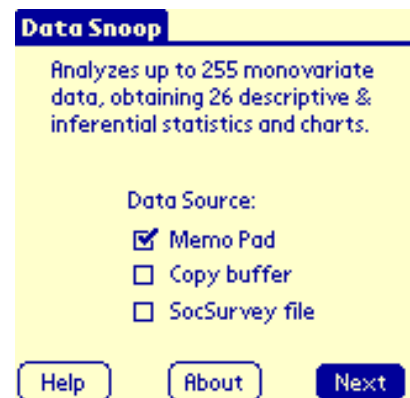 Data Snoop
Analyzes up to 255 monovariate
data, obtaining 26 descriptive &
inferential statistics and charts.
Data Source:
Memo Pad
Copy buffer
SocSurvey file
Help About Next